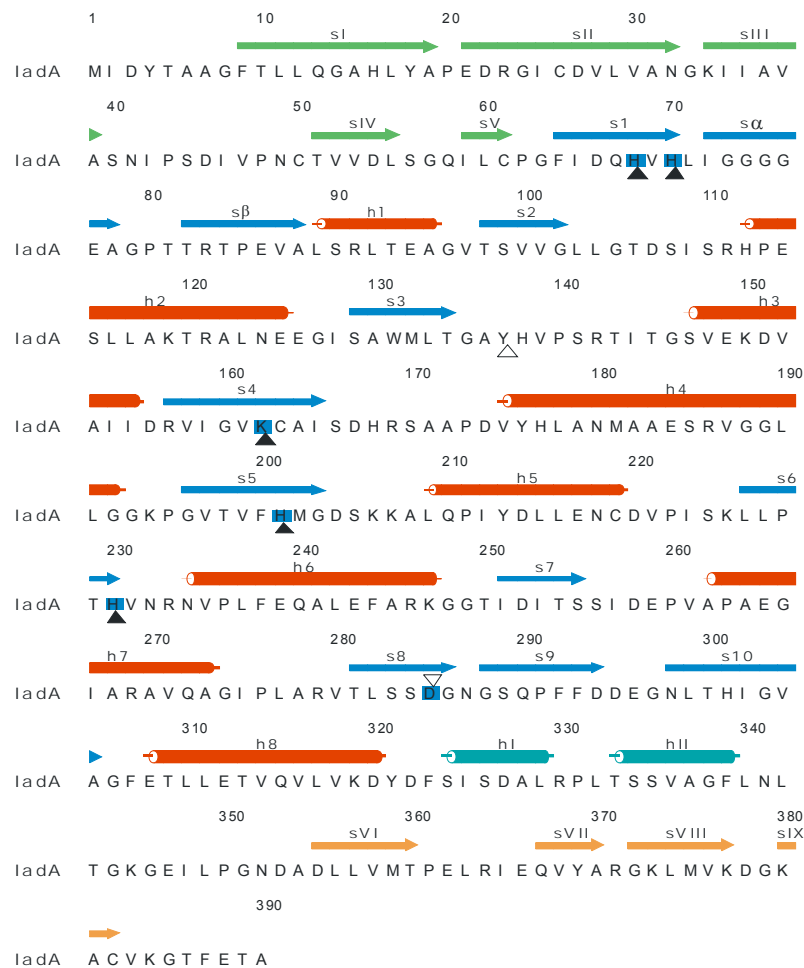 1 10 20 30
sI sII sIII
IadA M I D Y T A A G F T L L Q G A H L Y A P E D R G I C D V L V A N G K I I A V
40 50 60 70
sIV sV s1 sα
IadA A S N I P S D I V P N C T V V D L S G Q I L C P G F I D Q H V H L I G G G G
80 90 100 110
sβ h1 s2
IadA E A G P T T R T P E V A L S R L T E A G V T S V V G L L G T D S I S R H P E
120 130 140 150
h2 s3 h3
IadA S L L A K T R A L N E E G I S A W M L T G A Y H V P S R T I T G S V E K D V
160 170 180 190
s4 h4
IadA A I I D R V I G V K C A I S D H R S A A P D V Y H L A N M A A E S R V G G L
200 210 220
s5 h5 s6
IadA L G G K P G V T V F H M G D S K K A L Q P I Y D L L E N C D V P I S K L L P
230 240 250 260
h6 s7
IadA T H V N R N V P L F E Q A L E F A R K G G T I D I T S S I D E P V A P A E G
270 280 290 300
h7 s8 s9 s10
IadA I A R A V Q A G I P L A R V T L S S D G N G S Q P F F D D E G N L T H I G V
310 320 330 340
h8 hI hII
IadA A G F E T L L E T V Q V L V K D Y D F S I S D A L R P L T S S V A G F L N L
350 360 370 380
sVI sVII sVIII sIX
IadA T G K G E I L P G N D A D L L V M T P E L R I E Q V Y A R G K L M V K D G K
390
IadA A C V K G T F E T A